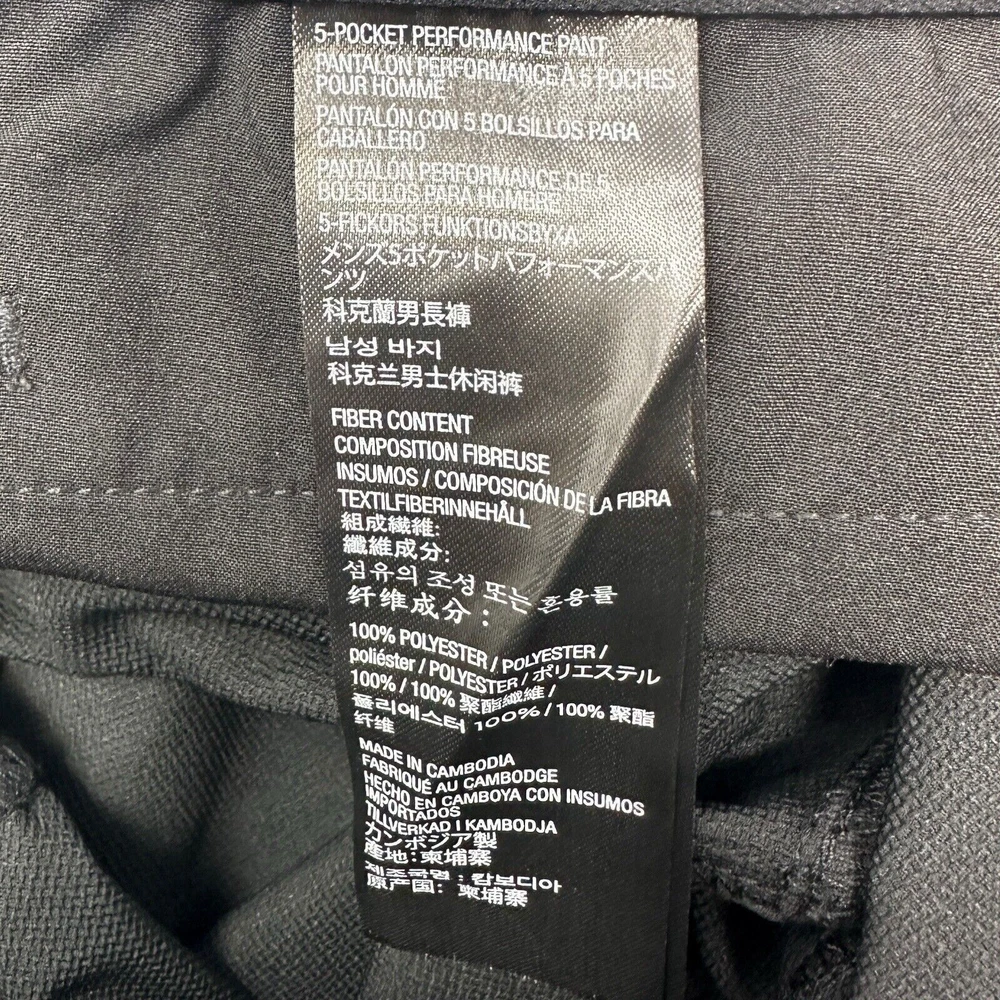 5-POCKET PERFORMANCE PANT
PANTALON PERFORMANCE À 5 POCHES
POUR HOMME
PANTALÓN CON 5 BOLSILLOS PARA
CABALLERO
PANTALÓN PERFORMANCE DE 5
BOLSILLOS PARA HOMBRE
5-FICKORS FUNKTIONSBYXA
メンズ5ポケットパフォーマンスパ
ンツ
科克蘭男長褲
남성 바지
科克兰男士休闲裤
FIBER CONTENT
COMPOSITION FIBREUSE
INSUMOS / COMPOSICIÓN DE LA FIBRA
TEXTILFIBERINNEHÅLL
組成繊維:
纖維成分:
섬유의 조성 또는 혼용률
纤维成分：
100% POLYESTER / POLYESTER /
poliéster / POLYESTER / ポリエステル
100% / 100% 聚酯纖維 /
폴리에스터 100% / 100% 聚酯
纤维
MADE IN CAMBODIA
FABRIQUÉ AU CAMBODGE
HECHO EN CAMBOYA CON INSUMOS
IMPORTADOS
TILLVERKAD I KAMBODJA
カンボジア製
產地:柬埔寨
제조국명 : 캄보디아
原产国: 柬埔寨